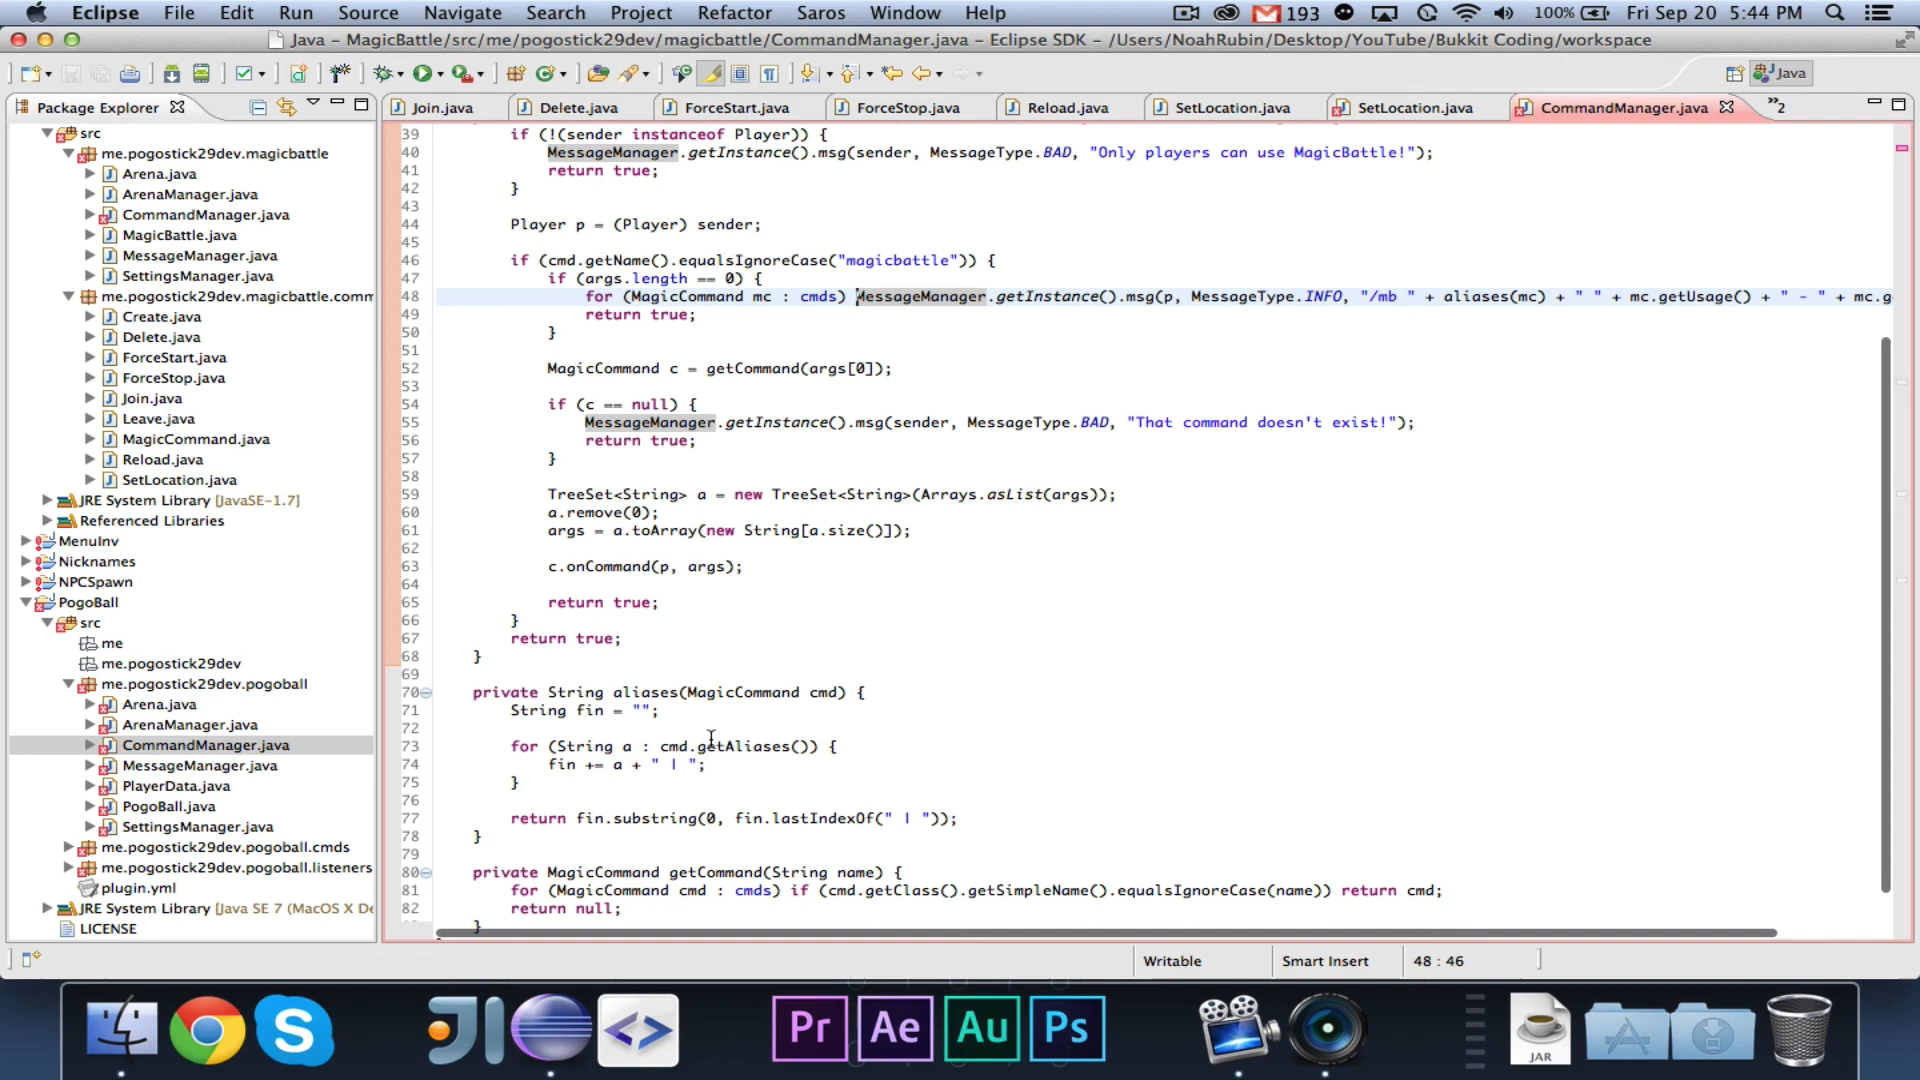 Eclipse File Edit Run Source Navigate Search Project Refactor Saros Window Help 193 100% Fri Sep 20 5:44 PM
Java – MagicBattle/src/me/pogostick29dev/magicbattle/CommandManager.java – Eclipse SDK – /Users/NoahRubin/Desktop/YouTube/Bukkit Coding/workspace
Java
Package Explorer
Join.java Delete.java ForceStart.java ForceStop.java Reload.java SetLocation.java SetLocation.java CommandManager.java 2
src
me.pogostick29dev.magicbattle
Arena.java
ArenaManager.java
CommandManager.java
MagicBattle.java
MessageManager.java
SettingsManager.java
me.pogostick29dev.magicbattle.comm
Create.java
Delete.java
ForceStart.java
ForceStop.java
Join.java
Leave.java
MagicCommand.java
Reload.java
SetLocation.java
JRE System Library [JavaSE-1.7]
Referenced Libraries
MenuInv
Nicknames
NPCSpawn
PogoBall
src
me
me.pogostick29dev
me.pogostick29dev.pogoball
Arena.java
ArenaManager.java
CommandManager.java
MessageManager.java
PlayerData.java
PogoBall.java
SettingsManager.java
me.pogostick29dev.pogoball.cmds
me.pogostick29dev.pogoball.listeners
plugin.yml
JRE System Library [Java SE 7 (MacOS X De
LICENSE
39 if (!(sender instanceof Player)) {
40 MessageManager.getInstance().msg(sender, MessageType.BAD, "Only players can use MagicBattle!");
41 return true;
42 }
43
44 Player p = (Player) sender;
45
46 if (cmd.getName().equalsIgnoreCase("magicbattle")) {
47 if (args.length == 0) {
48 for (MagicCommand mc : cmds) MessageManager.getInstance().msg(p, MessageType.INFO, "/mb " + aliases(mc) + " " + mc.getUsage() + " - " + mc.g
49 return true;
50 }
51
52 MagicCommand c = getCommand(args[0]);
53
54 if (c == null) {
55 MessageManager.getInstance().msg(sender, MessageType.BAD, "That command doesn't exist!");
56 return true;
57 }
58
59 TreeSet<String> a = new TreeSet<String>(Arrays.asList(args));
60 a.remove(0);
61 args = a.toArray(new String[a.size()]);
62
63 c.onCommand(p, args);
64
65 return true;
66 }
67 return true;
68 }
69
70 private String aliases(MagicCommand cmd) {
71 String fin = "";
72
73 for (String a : cmd.getAliases()) {
74 fin += a + " | ";
75 }
76
77 return fin.substring(0, fin.lastIndexOf(" | "));
78 }
79
80 private MagicCommand getCommand(String name) {
81 for (MagicCommand cmd : cmds) if (cmd.getClass().getSimpleName().equalsIgnoreCase(name)) return cmd;
82 return null;
}
Writable Smart Insert 48 : 46
Pr Ae Au Ps JAR